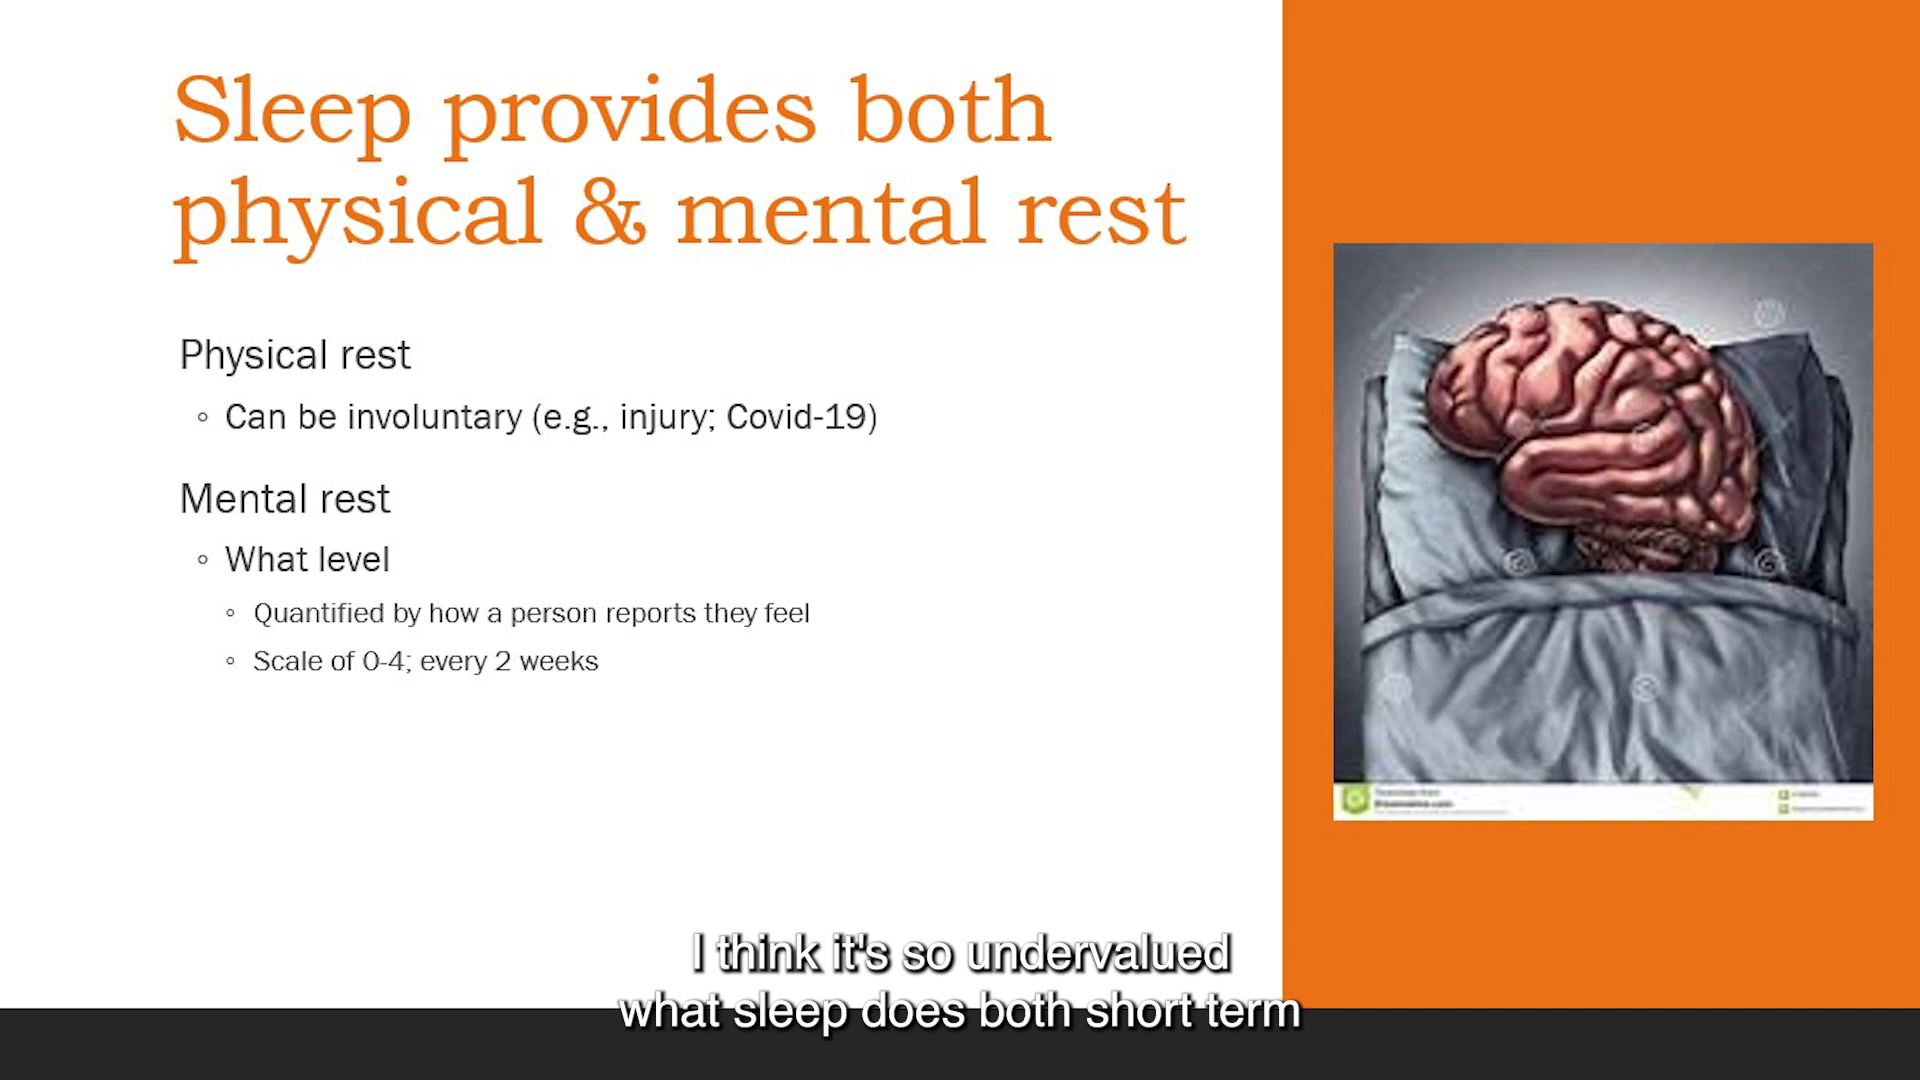 Sleep provides both
physical & mental rest
Physical rest
◦ Can be involuntary (e.g., injury; Covid-19)
Mental rest
◦ What level
◦ Quantified by how a person reports they feel
◦ Scale of 0-4; every 2 weeks
I think it's so undervalued
what sleep does both short term